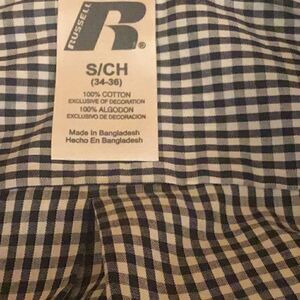 RUSSELL
R®
S/CH
(34-36)
100% COTTON
EXCLUSIVE OF DECORATION
100% ALGODON
EXCLUSIVO DE DECORACION
Made In Bangladesh
Hecho En Bangladesh